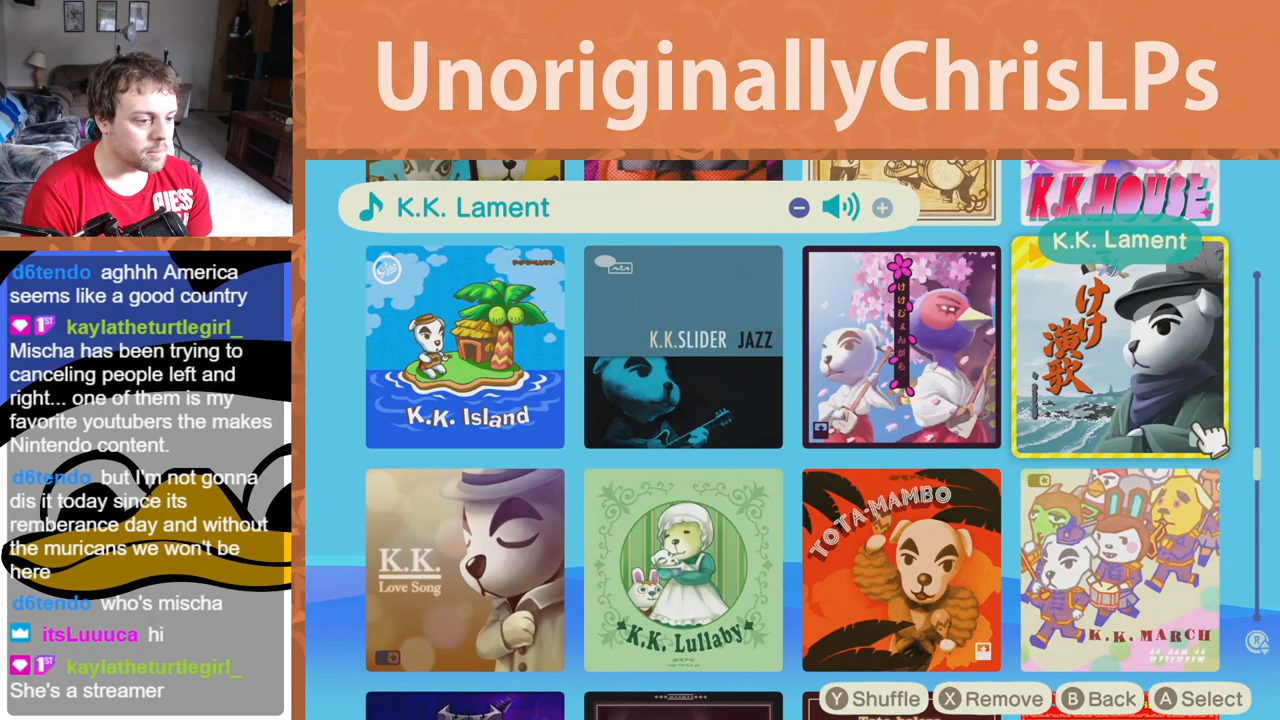 UnoriginallyChrisLPs
d6tendo aghhh America
seems like a good country
kaylatheturtlegirl_
Mischa has been trying to
canceling people left and
right... one of them is my
favorite youtubers the makes
Nintendo content.
d6tendo but I'm not gonna
dis it today since its
remberance day and without
the muricans we won't be
here
d6tendo who's mischa
itsLuuuca hi
kaylatheturtlegirl_
She's a streamer
K.K. HOUSE
K.K. Lament
K.K. Lament
K.K. Island
K.K.SLIDER JAZZ
けけ
演歌
K.K.
Love Song
K.K. Lullaby
TOTA-MAMBO
K.K. MARCH
R
Y Shuffle
X Remove
B Back
A Select